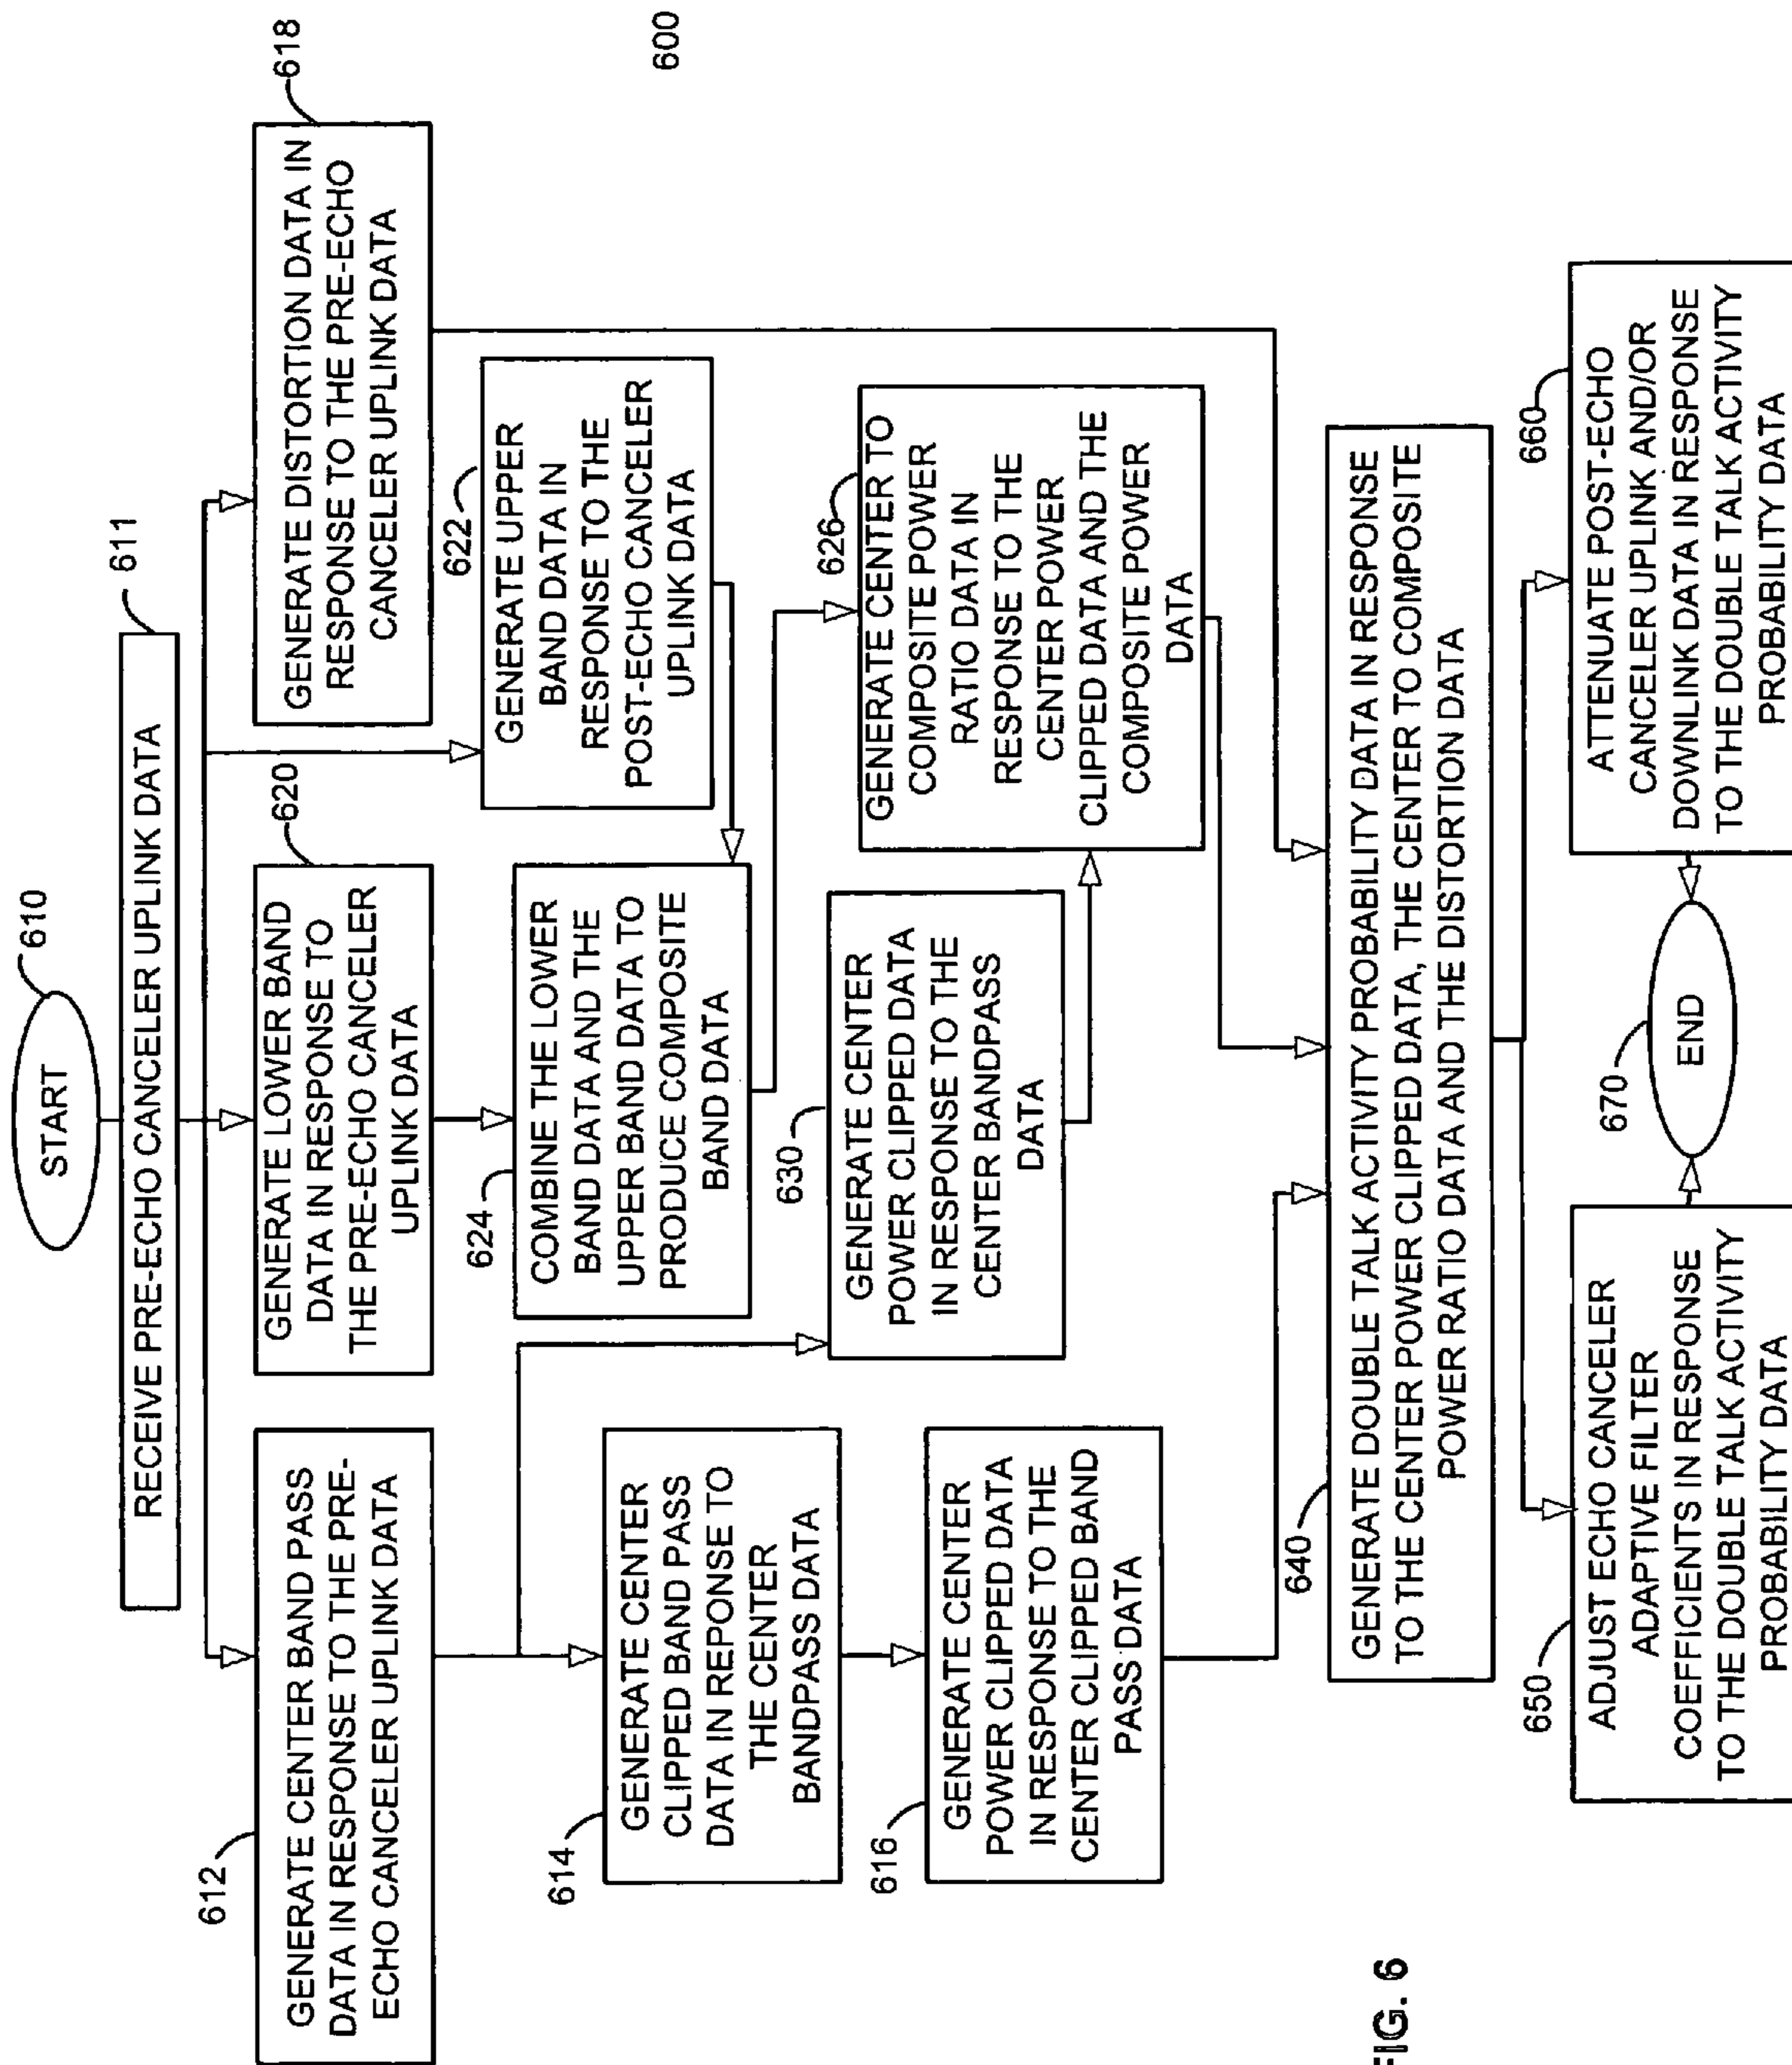 START
610
RECEIVE PRE-ECHO CANCELER UPLINK DATA
611
612
GENERATE CENTER BAND PASS
DATA IN RESPONSE TO THE PRE-
ECHO CANCELER UPLINK DATA
GENERATE LOWER BAND
DATA IN RESPONSE TO
THE PRE-ECHO CANCELER
UPLINK DATA
620
GENERATE DISTORTION DATA IN
RESPONSE TO THE PRE-ECHO
CANCELER UPLINK DATA
618
622
GENERATE UPPER
BAND DATA IN
RESPONSE TO THE
POST-ECHO CANCELER
UPLINK DATA
624
COMBINE THE LOWER
BAND DATA AND THE
UPPER BAND DATA TO
PRODUCE COMPOSITE
BAND DATA
600
614
GENERATE CENTER
CLIPPED BAND PASS
DATA IN REPONSE TO
THE CENTER
BANDPASS DATA
630
GENERATE CENTER
POWER CLIPPED DATA
IN RESPONSE TO THE
CENTER BANDPASS
DATA
626
GENERATE CENTER TO
COMPOSITE POWER
RATIO DATA IN
RESPONSE TO THE
CENTER POWER
CLIPPED DATA AND THE
COMPOSITE POWER
DATA
616
GENERATE CENTER
POWER CLIPPED DATA
IN RESPONSE TO THE
CENTER CLIPPED BAND
PASS DATA
640
GENERATE DOUBLE TALK ACTIVITY PROBABILITY DATA IN RESPONSE
TO THE CENTER POWER CLIPPED DATA, THE CENTER TO COMPOSITE
POWER RATIO DATA AND THE DISTORTION DATA
650
ADJUST ECHO CANCELER
ADAPTIVE FILTER
COEFFICIENTS IN RESPONSE
TO THE DOUBLE TALK ACTIVITY
PROBABILITY DATA
660
ATTENUATE POST-ECHO
CANCELER UPLINK AND/OR
DOWNLINK DATA IN RESPONSE
TO THE DOUBLE TALK ACTIVITY
PROBABILITY DATA
670
END
FIG. 6